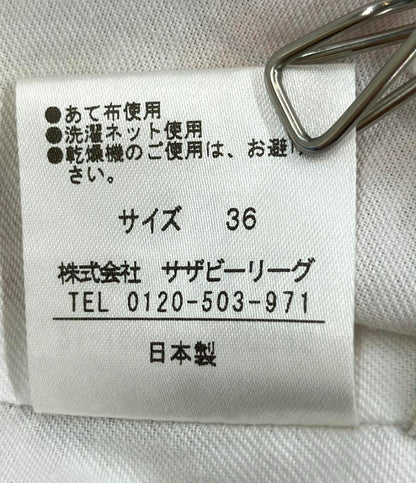 ●あて布使用
●洗濯ネット使用
●乾燥機のご使用は、お避け
さい。
サイズ 36
株式会社 サザビーリーグ
TEL 0120-503-971
日本製